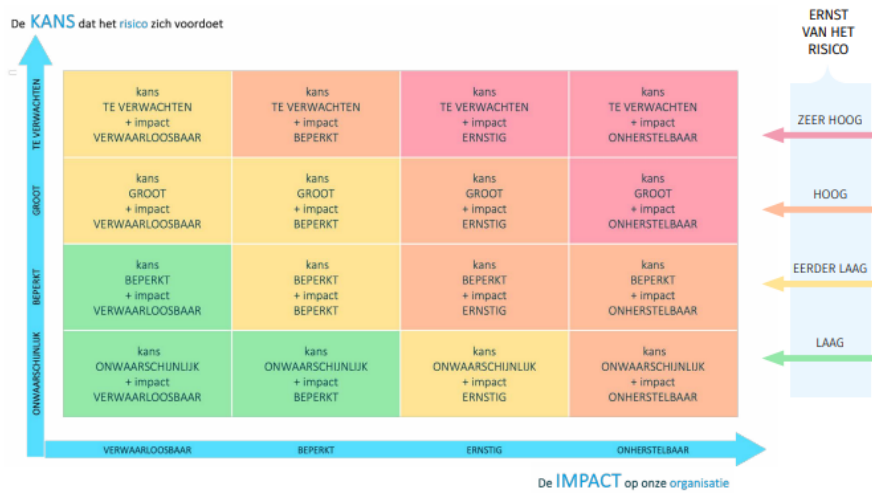 De KANS dat het risico zich voordoet
ERNST
VAN HET
RISICO
TE VERWACHTEN
kans
TE VERWACHTEN
+ impact
VERWAARLOOSBAAR
kans
TE VERWACHTEN
+ impact
BEPERKT
kans
TE VERWACHTEN
+ impact
ERNSTIG
kans
TE VERWACHTEN
+ impact
ONHERSTELBAAR
ZEER HOOG
GROOT
kans
GROOT
+impact
VERWAARLOOSBAAR
kans
GROOT
+impact
BEPERKT
kans
GROOT
+impact
ERNSTIG
kans
GROOT
+impact
ONHERSTELBAAR
HOOG
BEPERKT
kans
BEPERKT
+ impact
VERWAARLOOSBAAR
kans
BEPERKT
+ impact
BEPERKT
kans
BEPERKT
+ impact
ERNSTIG
kans
BEPERKT
+ impact
ONHERSTELBAAR
EERDER LAAG
ONWAARSCHIJNLIJK
kans
ONWAARSCHIJNLIJK
+ impact
VERWAARLOOSBAAR
kans
ONWAARSCHIJNLIJK
+ impact
BEPERKT
kans
ONWAARSCHIJNLIJK
+ impact
ERNSTIG
kans
ONWAARSCHIJNLIJK
+ impact
ONHERSTELBAAR
LAAG
VERWAARLOOSBAAR
BEPERKT
ERNSTIG
ONHERSTELBAAR
De IMPACT op onze organisatie